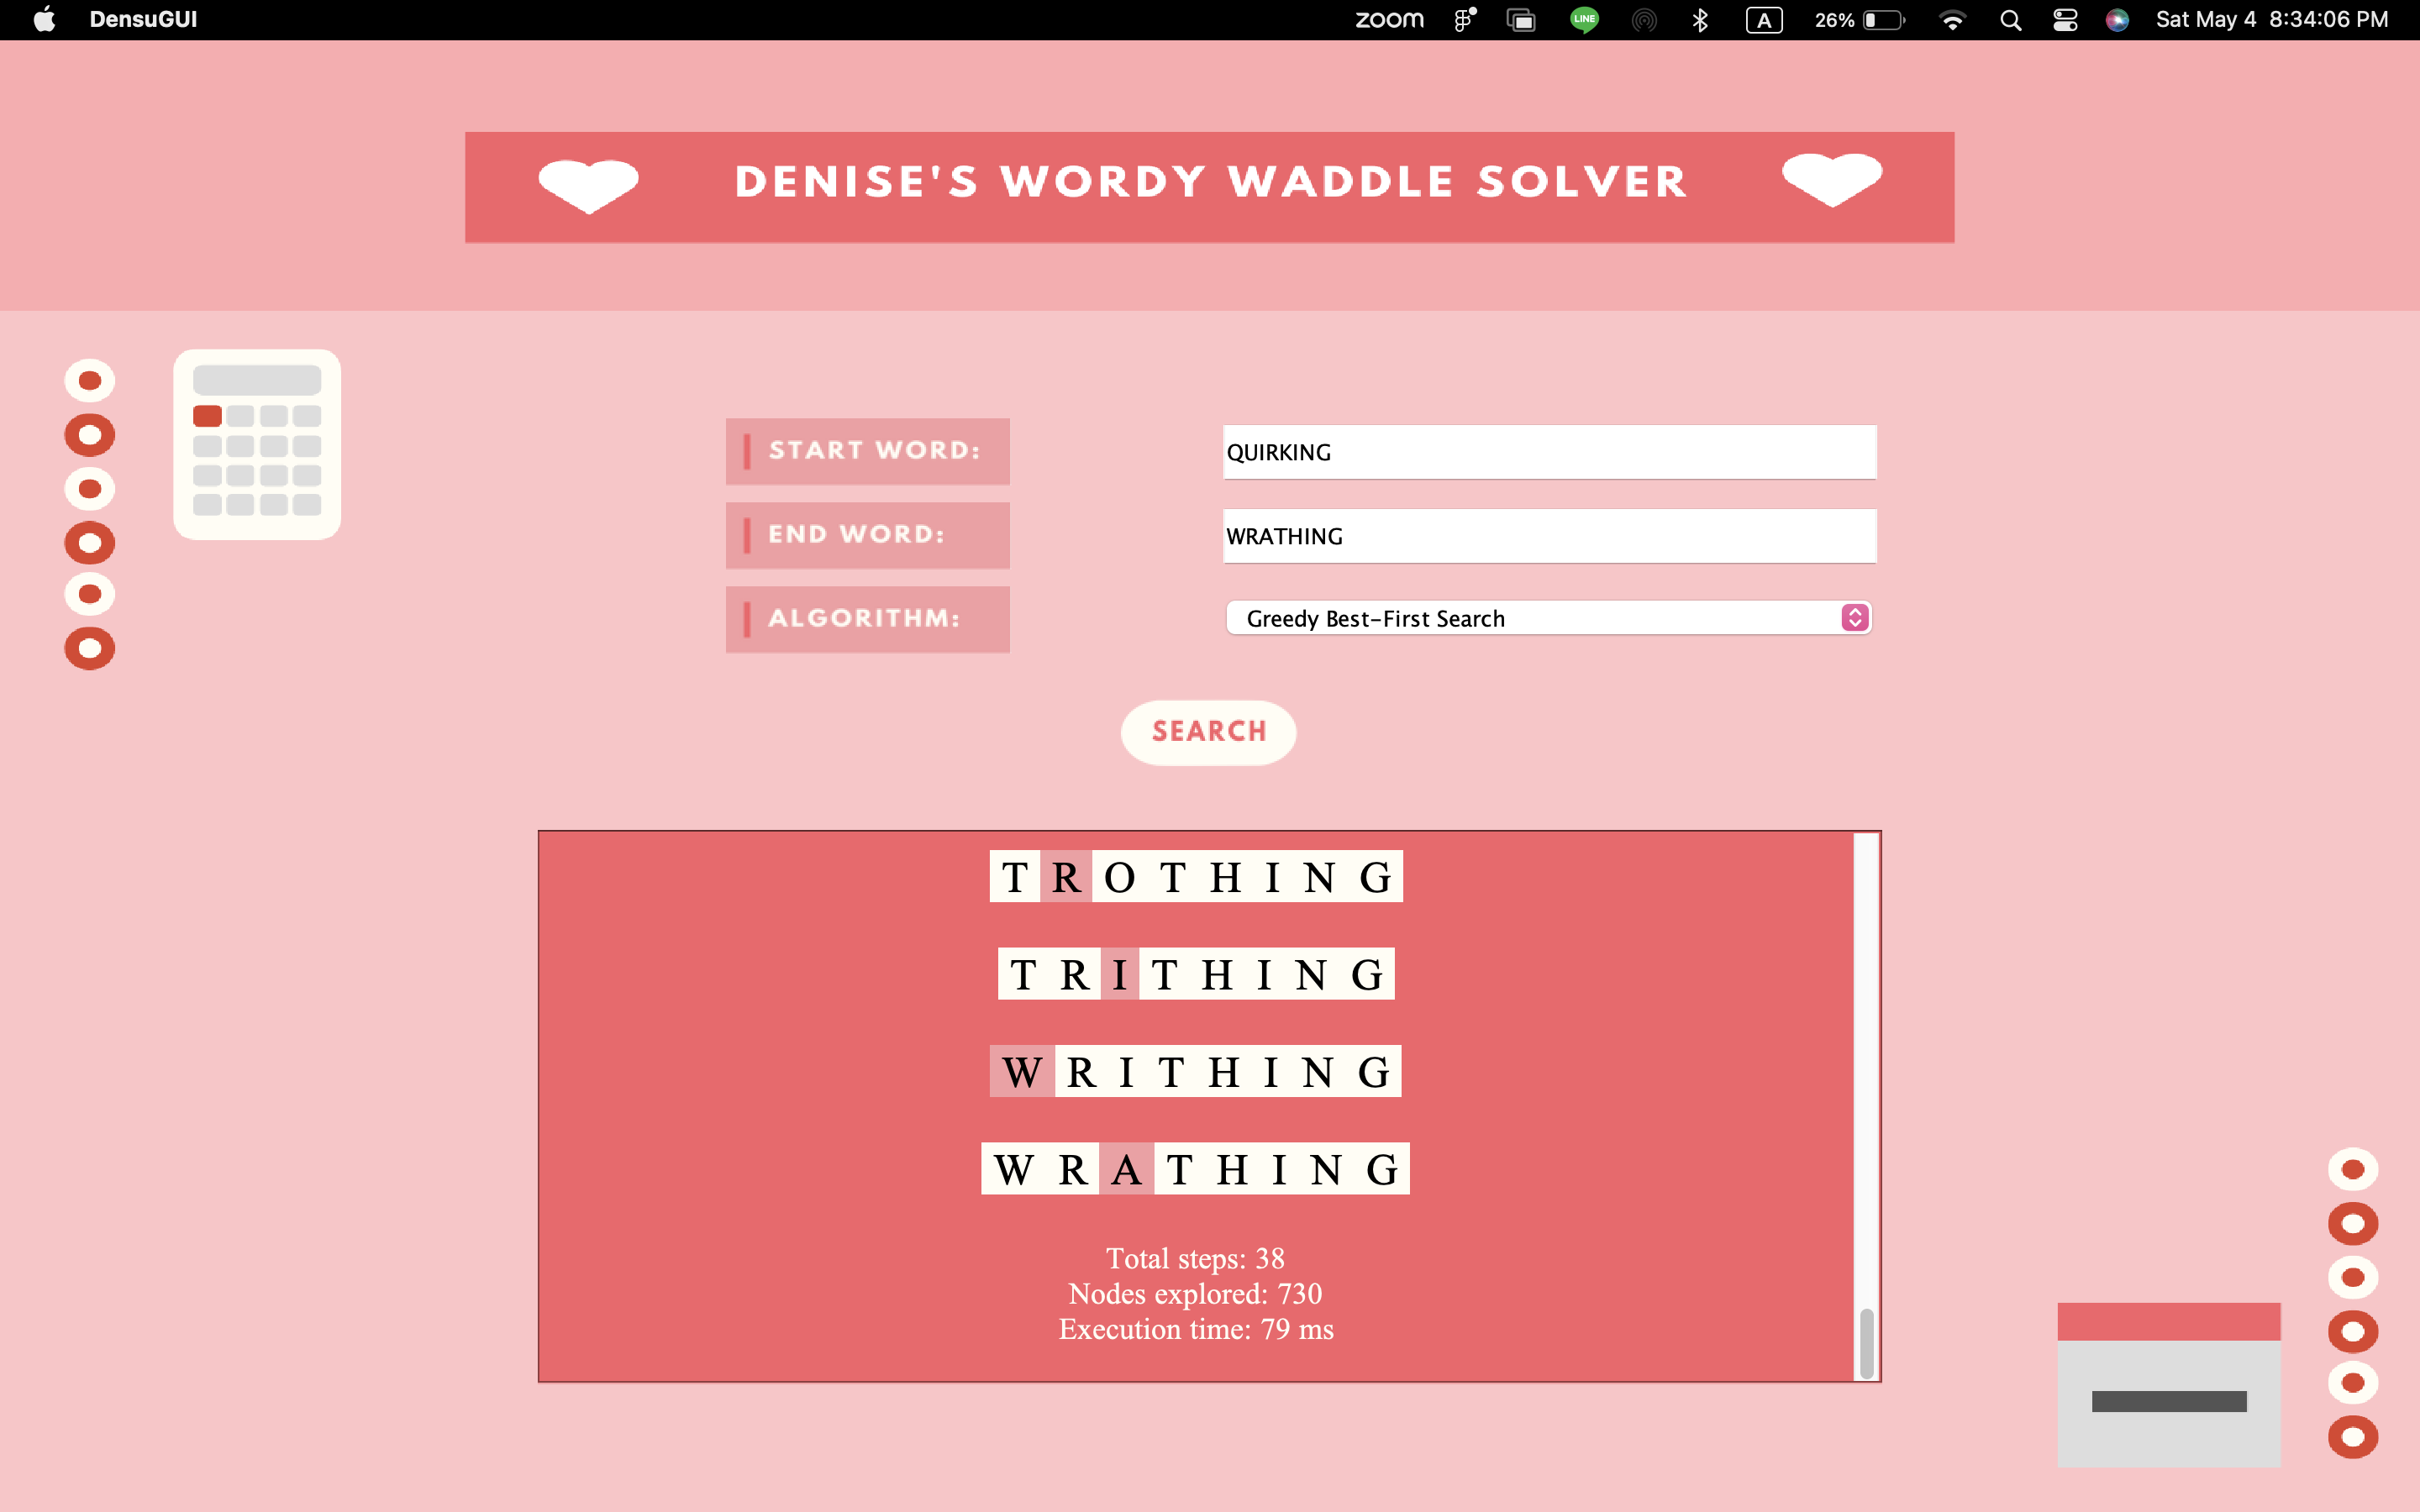 DensuGUI zoom LINE A 26% Sat May 4 8:34:06 PM
DENISE'S WORDY WADDLE SOLVER
START WORD: QUIRKING
END WORD: WRATHING
ALGORITHM: Greedy Best-First Search
SEARCH
T R O T H I N G
T R I T H I N G
W R I T H I N G
W R A T H I N G
Total steps: 38
Nodes explored: 730
Execution time: 79 ms